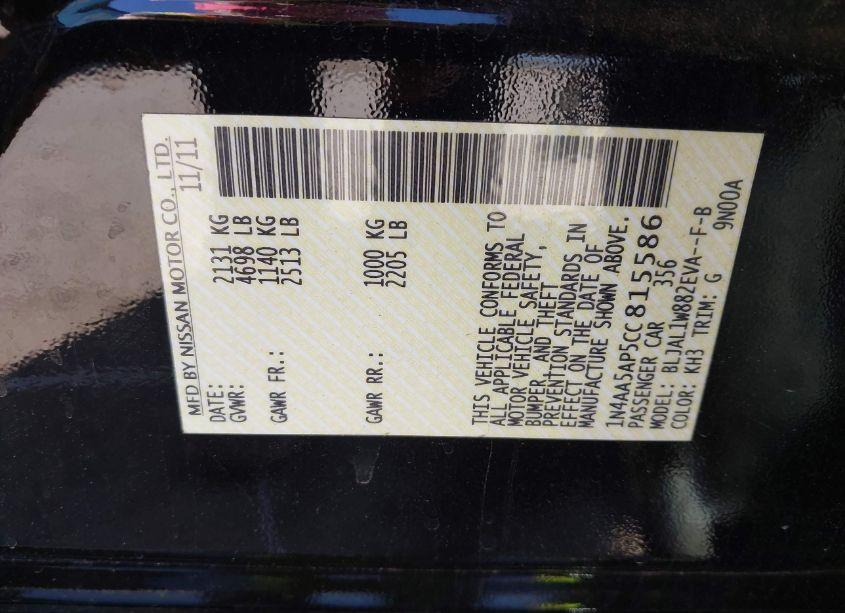 MFD BY NISSAN MOTOR CO., LTD.
DATE: 11/11
GVWR: 2131 KG
4698 LB
GAWR FR.: 1140 KG
2513 LB
GAWR RR.: 1000 KG
2205 LB
THIS VEHICLE CONFORMS TO
ALL APPLICABLE FEDERAL
MOTOR VEHICLE SAFETY,
BUMPER, AND THEFT
PREVENTION STANDARDS IN
EFFECT ON THE DATE OF
MANUFACTURE SHOWN ABOVE.
1N4AA5AP5CC815586
PASSENGER CAR 356
MODEL: BLJAL1W882EVA--F-B
COLOR: KH3 TRIM: G 9N00A